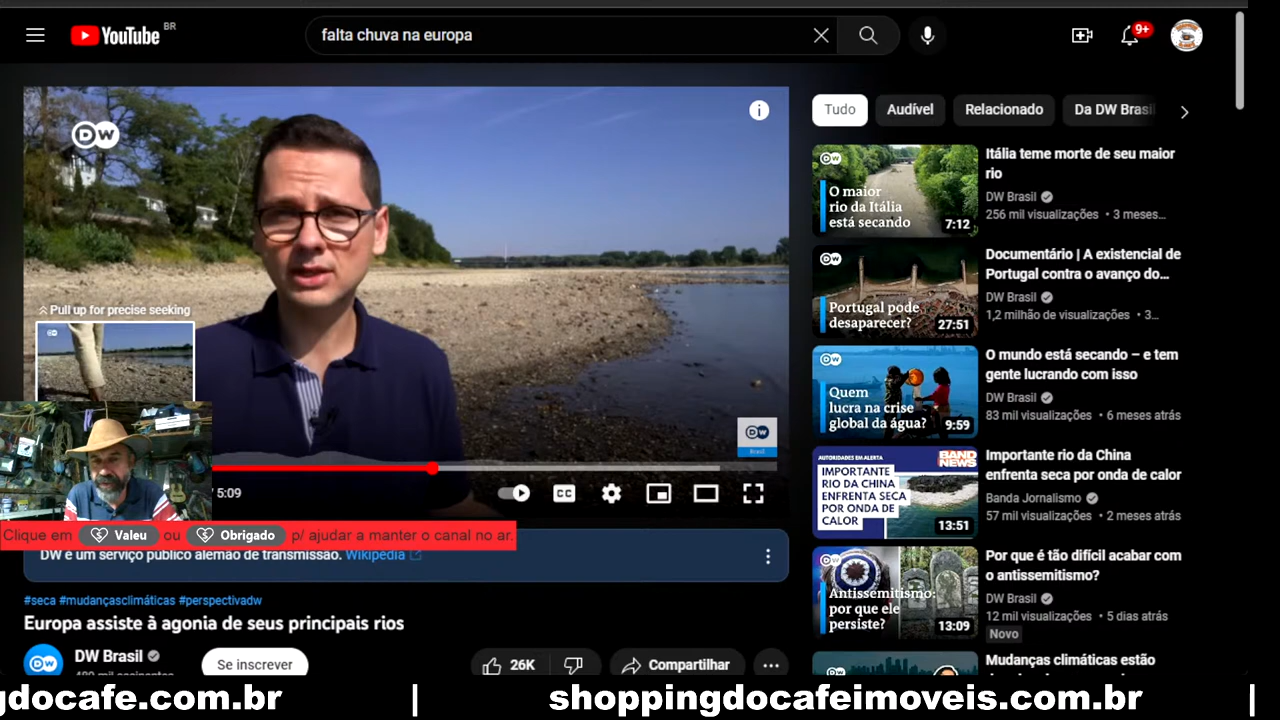 YouTube BR
falta chuva na europa
9+
DW
Pull up for precise seeking
DW
Brasil
5:09
CC
Clique em Valeu ou Obrigado p/ ajudar a manter o canal no ar.
DW é um serviço público alemão de transmissão. Wikipedia
#seca #mudançasclimáticas #perspectivadw
Europa assiste à agonia de seus principais rios
DW Brasil
Se inscrever
26K
Compartilhar
Tudo
Audível
Relacionado
Da DW Brasil
O maior
rio da Itália
está secando
7:12
Itália teme morte de seu maior
rio
DW Brasil
256 mil visualizações • 3 meses...
Portugal pode
desaparecer?
27:51
Documentário | A existencial de
Portugal contra o avanço do...
DW Brasil
1,2 milhão de visualizações • 3...
Quem
lucra na crise
global da água?
9:59
O mundo está secando – e tem
gente lucrando com isso
DW Brasil
83 mil visualizações • 6 meses atrás
AUTORIDADES EM ALERTA
BAND
NEWS
IMPORTANTE
RIO DA CHINA
ENFRENTA SECA
POR ONDA DE
CALOR
13:51
Importante rio da China
enfrenta seca por onda de calor
Banda Jornalismo
57 mil visualizações • 2 meses atrás
Antissemitismo:
por que ele
persiste?
13:09
Por que é tão difícil acabar com
o antissemitismo?
DW Brasil
12 mil visualizações • 5 dias atrás
Novo
Mudanças climáticas estão
gdocafe.com.br | shoppingdocafeimoveis.com.br |